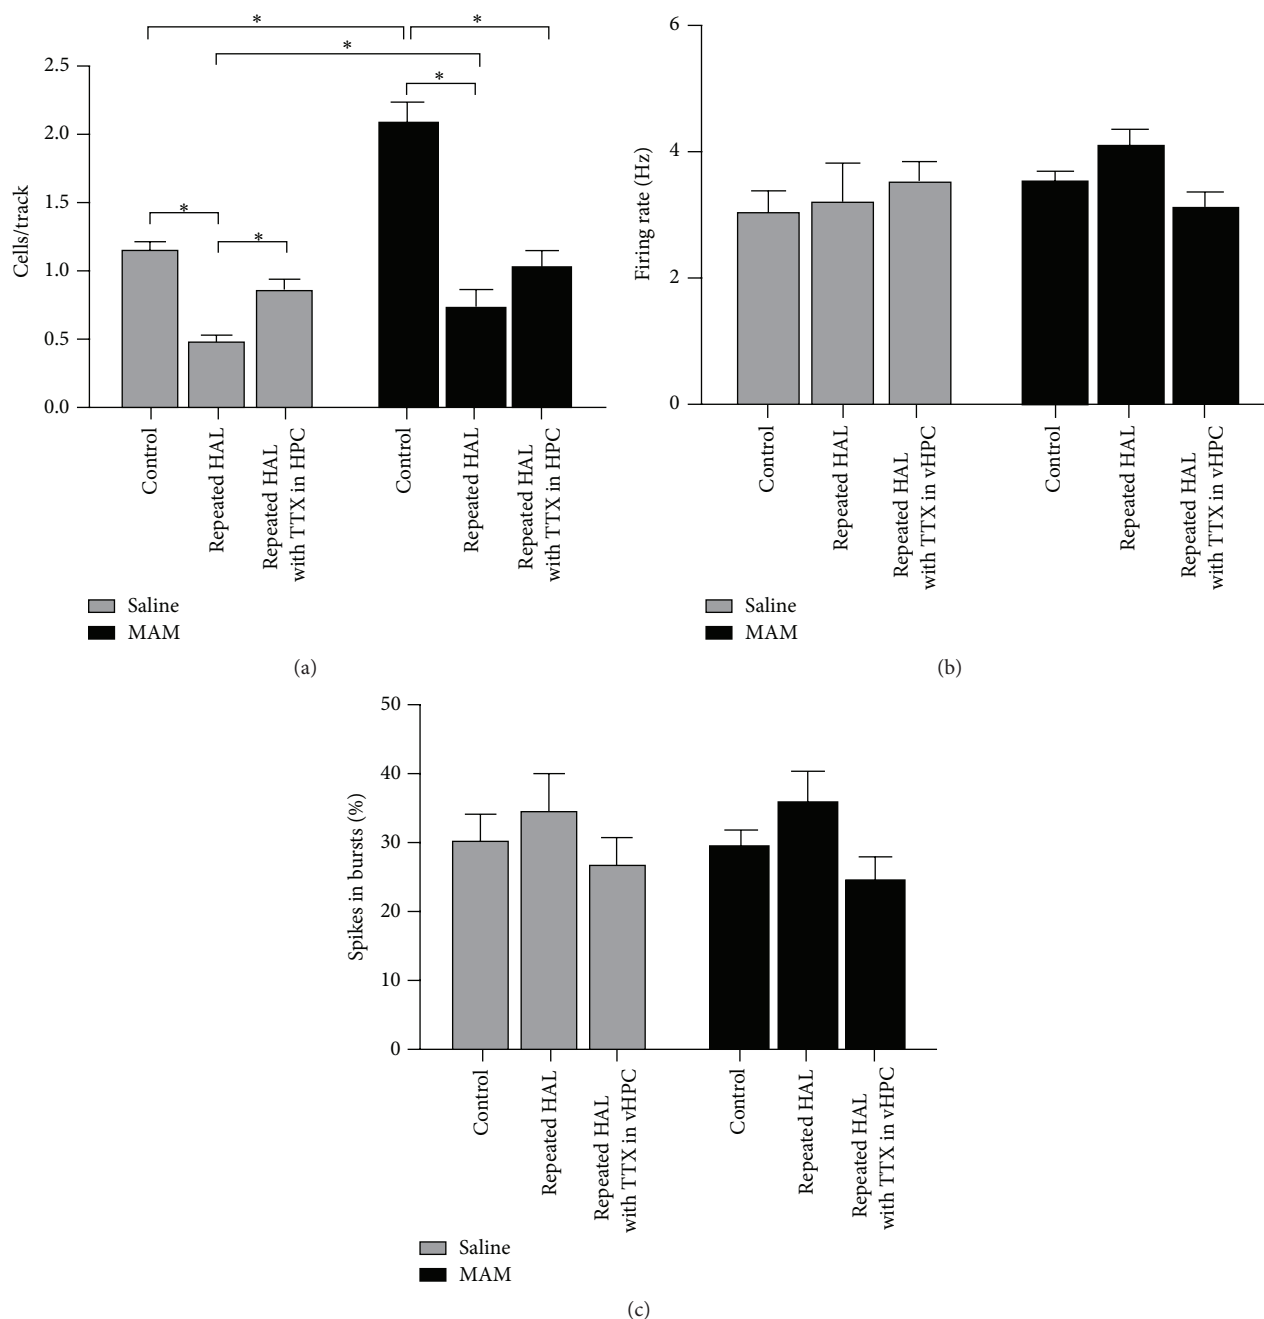 * *
*
2.5
*
2.0
1.5
*
*
1.0
0.5
0.0
Cells/track
Control
Repeated HAL
Repeated HAL
with TTX in HPC
Control
Repeated HAL
Repeated HAL
with TTX in HPC
Saline
MAM
(a)
6
4
2
0
Firing rate (Hz)
Control
Repeated HAL
Repeated HAL
with TTX in vHPC
Control
Repeated HAL
Repeated HAL
with TTX in vHPC
Saline
MAM
(b)
50
40
30
20
10
0
Spikes in bursts (%)
Control
Repeated HAL
Repeated HAL
with TTX in vHPC
Control
Repeated HAL
Repeated HAL
with TTX in vHPC
Saline
MAM
(c)